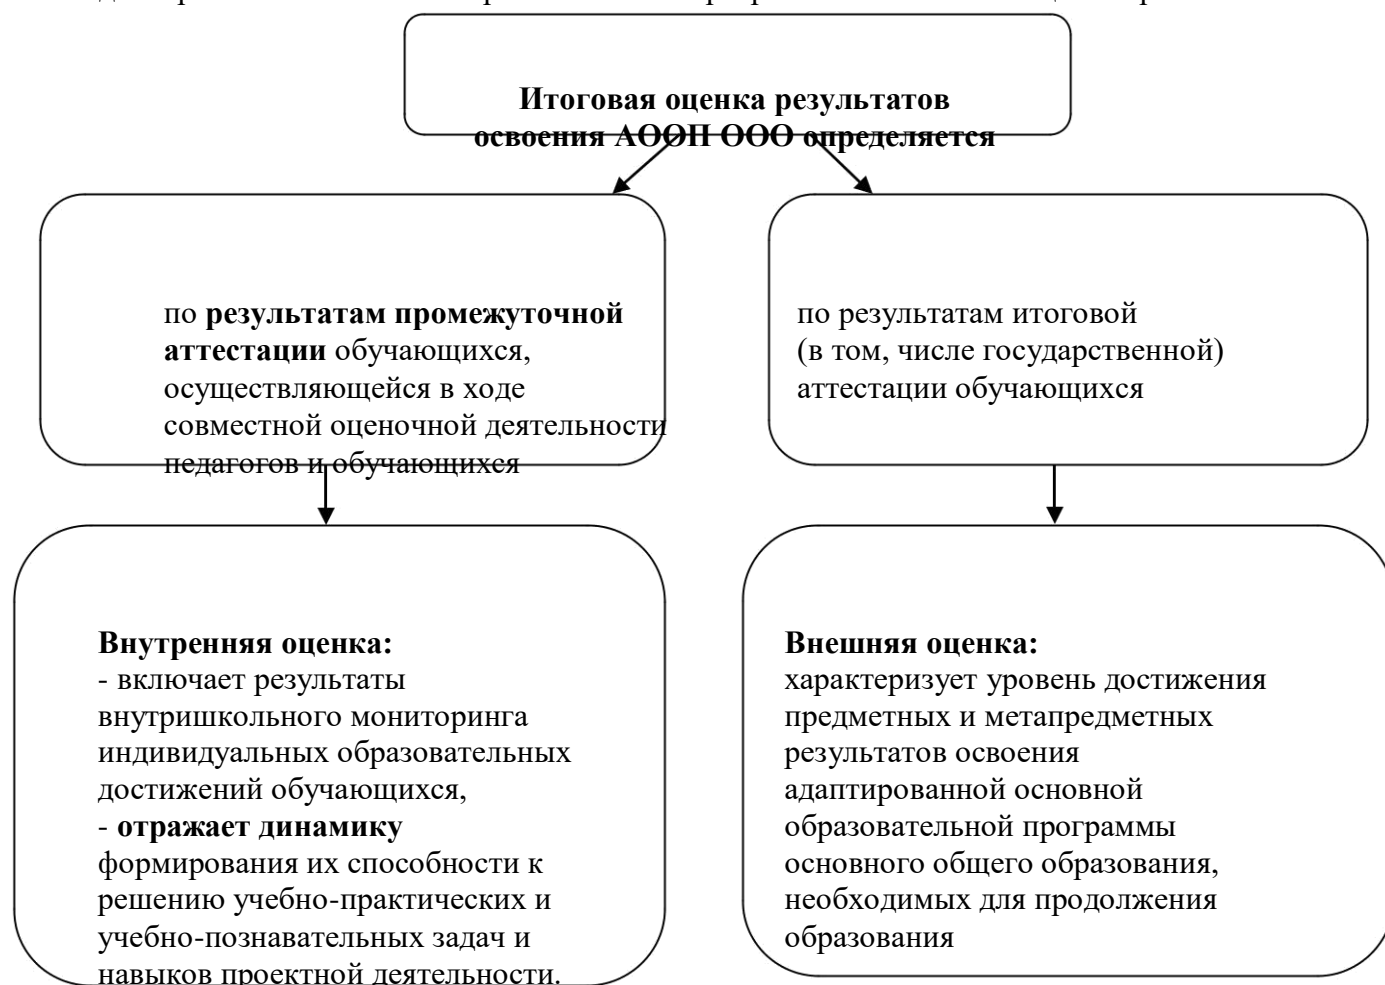 Итоговая оценка результатов
освоения АООП ООО определяется
по результатам промежуточной
аттестации обучающихся,
осуществляющейся в ходе
совместной оценочной деятельности
педагогов и обучающихся
по результатам итоговой
(в том, числе государственной)
аттестации обучающихся
Внутренняя оценка:
- включает результаты
внутришкольного мониторинга
индивидуальных образовательных
достижений обучающихся,
- отражает динамику
формирования их способности к
решению учебно-практических и
учебно-познавательных задач и
навыков проектной деятельности.
Внешняя оценка:
характеризует уровень достижения
предметных и метапредметных
результатов освоения
адаптированной основной
образовательной программы
основного общего образования,
необходимых для продолжения
образования